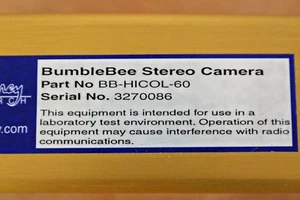 BumbleBee Stereo Camera
Part No BB-HICOL-60
Serial No. 3270086
This equipment is intended for use in a
laboratory test environment. Operation of this
equipment may cause interference with radio
communications.
.com